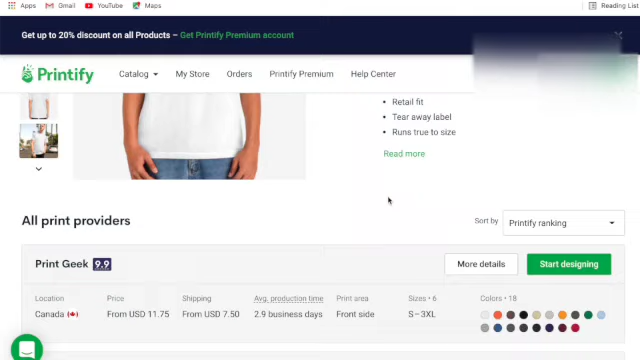 Apps Gmail YouTube Maps Reading List
Get up to 20% discount on all Products – Get Printify Premium account
Printify Catalog My Store Orders Printify Premium Help Center
Retail fit
Tear away label
Runs true to size
Read more
All print providers
Sort by Printify ranking
Print Geek 9.9 More details Start designing
Location Price Shipping Avg. production time Print area Sizes • 6 Colors • 18
Canada From USD 11.75 From USD 7.50 2.9 business days Front side S–3XL